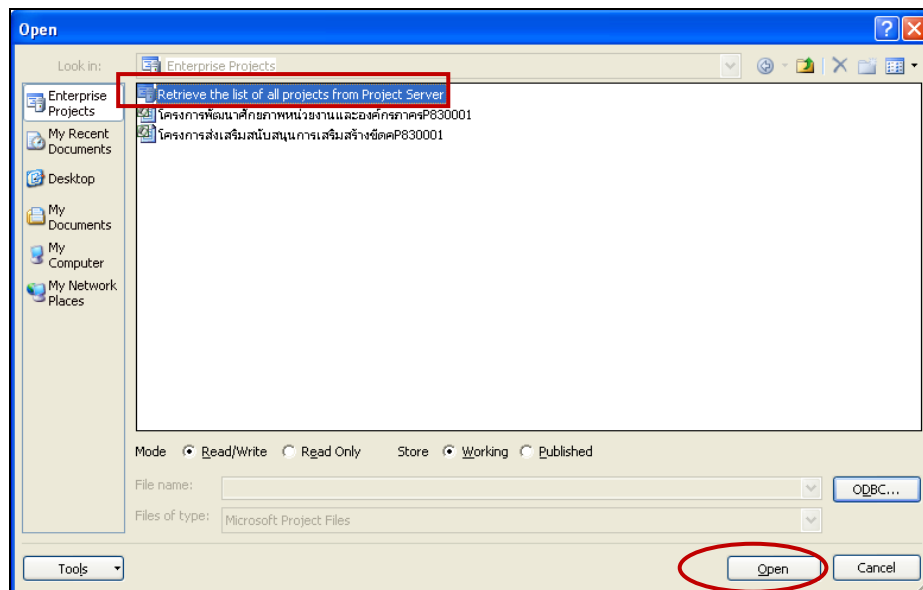 Open
Look in:
Enterprise Projects
Enterprise
Projects
My Recent
Documents
Desktop
My
Documents
My
Computer
My Network
Places
Retrieve the list of all projects from Project Server
โครงการพัฒนาศักยภาพหน่วยงานและองค์กรภาครP830001
โครงการส่งเสริมสนับสนุนการเสริมสร้างขีดคP830001
Mode Read/Write Read Only Store Working Published
File name:
ODBC...
Files of type: Microsoft Project Files
Tools
Open Cancel